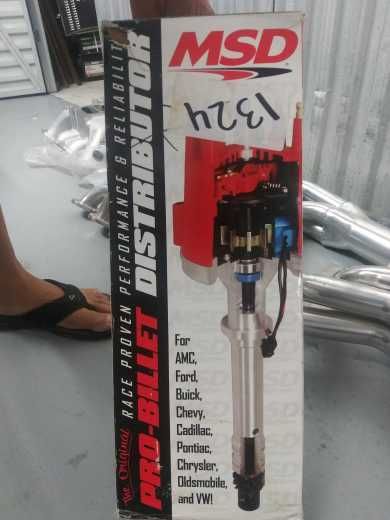 MSD
1324
The Original RACE PROVEN PERFORMANCE & RELIABILITY
PRO-BILLET DISTRIBUTOR
For
AMC,
Ford,
Buick,
Chevy,
Cadillac,
Pontiac,
Chrysler,
Oldsmobile,
and VW!